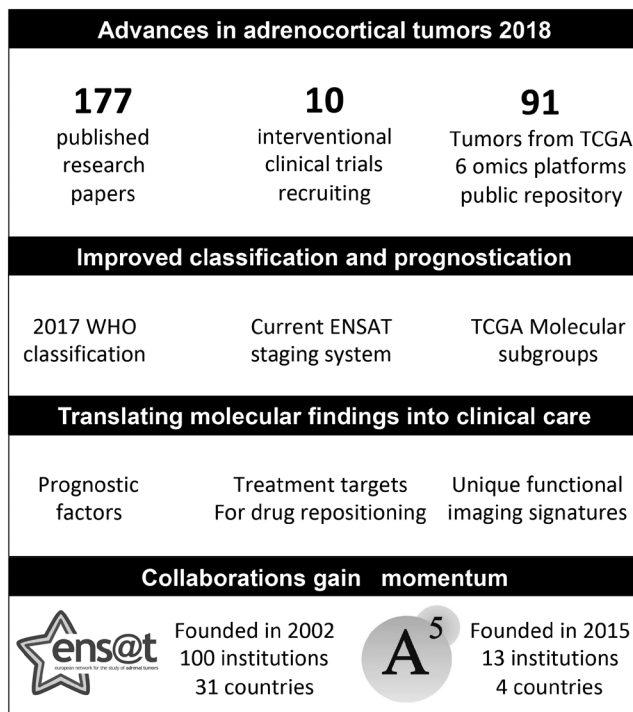 Advances in adrenocortical tumors 2018
177
published
research
papers
10
interventional
clinical trials
recruiting
91
Tumors from TCGA
6 omics platforms
public repository
Improved classification and prognostication
2017 WHO
classification
Current ENSAT
staging system
TCGA Molecular
subgroups
Translating molecular findings into clinical care
Prognostic
factors
Treatment targets
For drug repositioning
Unique functional
imaging signatures
Collaborations gain momentum
ens@t
european network for the study of adrenal tumors
Founded in 2002
100 institutions
31 countries
A5
Founded in 2015
13 institutions
4 countries